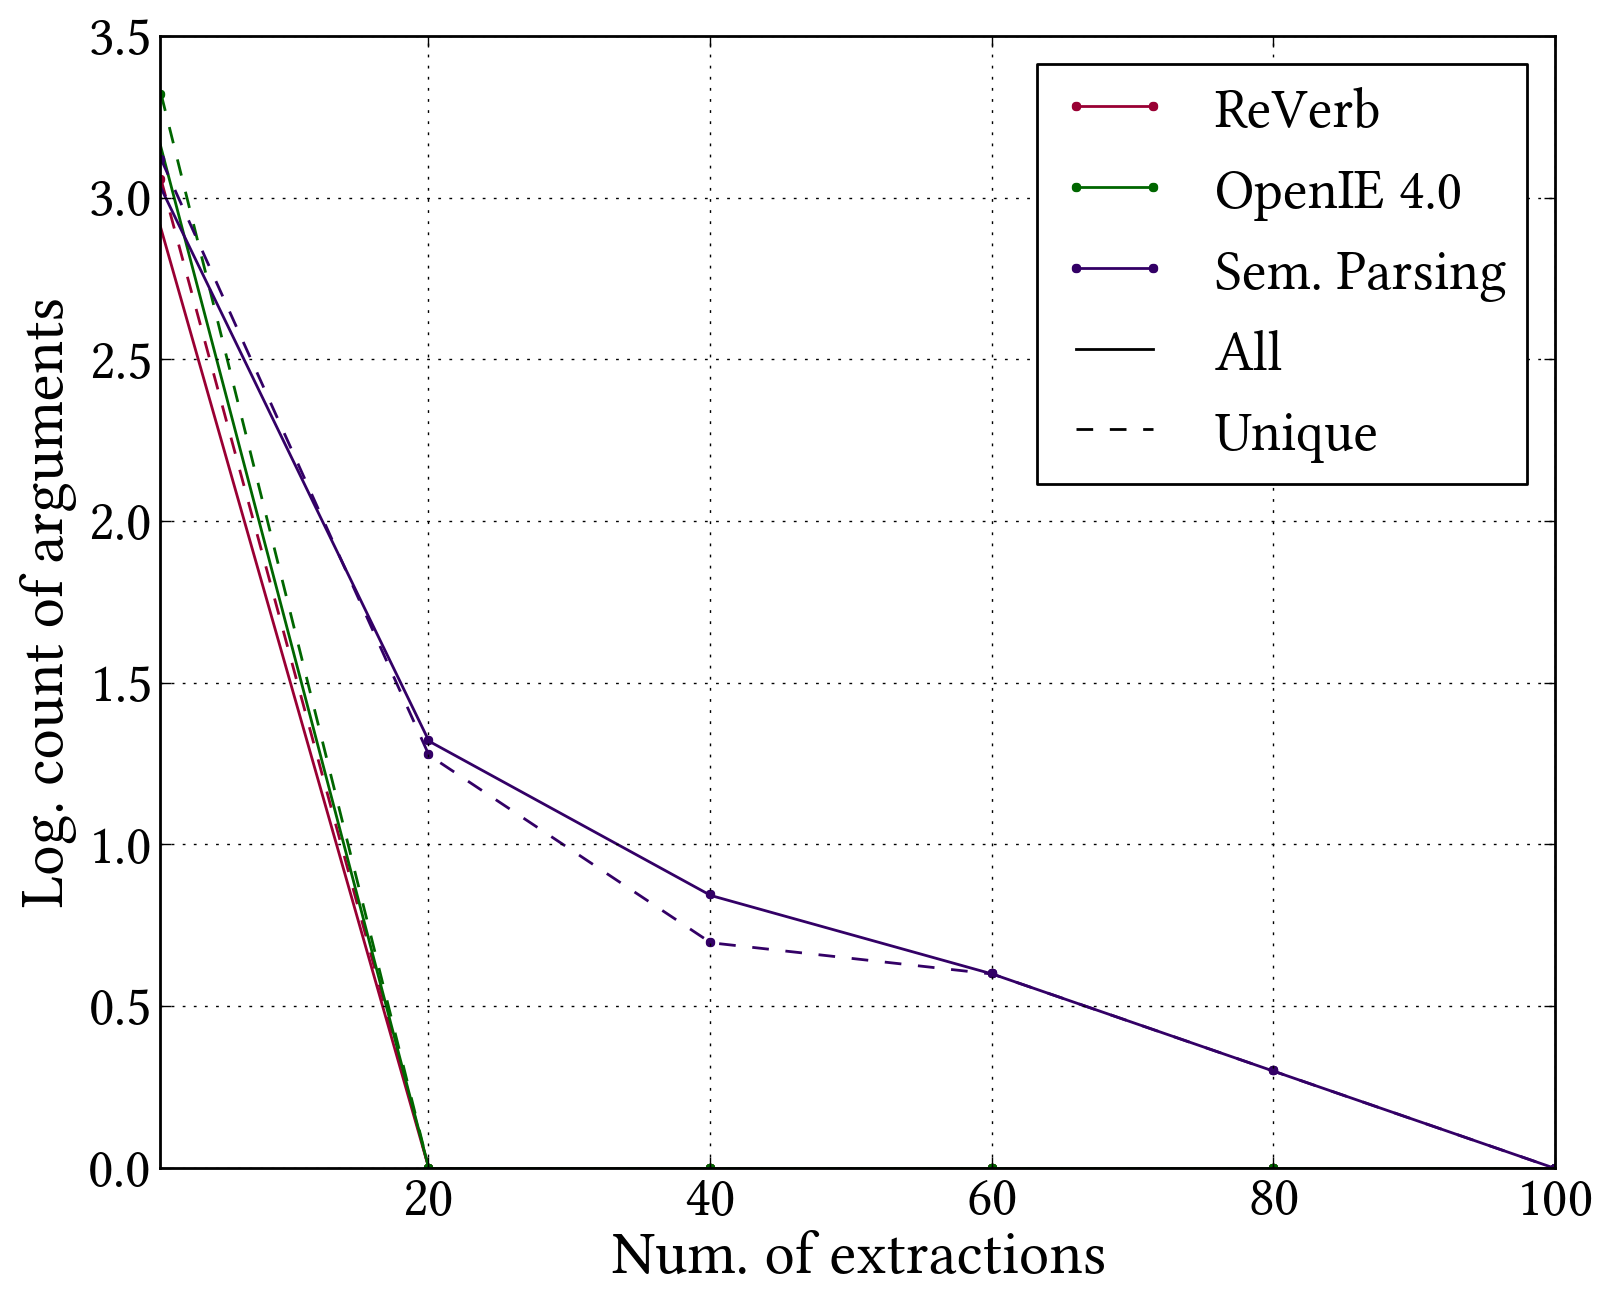 3.5
3.0
2.5
2.0
1.5
1.0
0.5
0.0
Log. count of arguments
ReVerb
OpenIE 4.0
Sem. Parsing
All
Unique
20 40 60 80 100
Num. of extractions